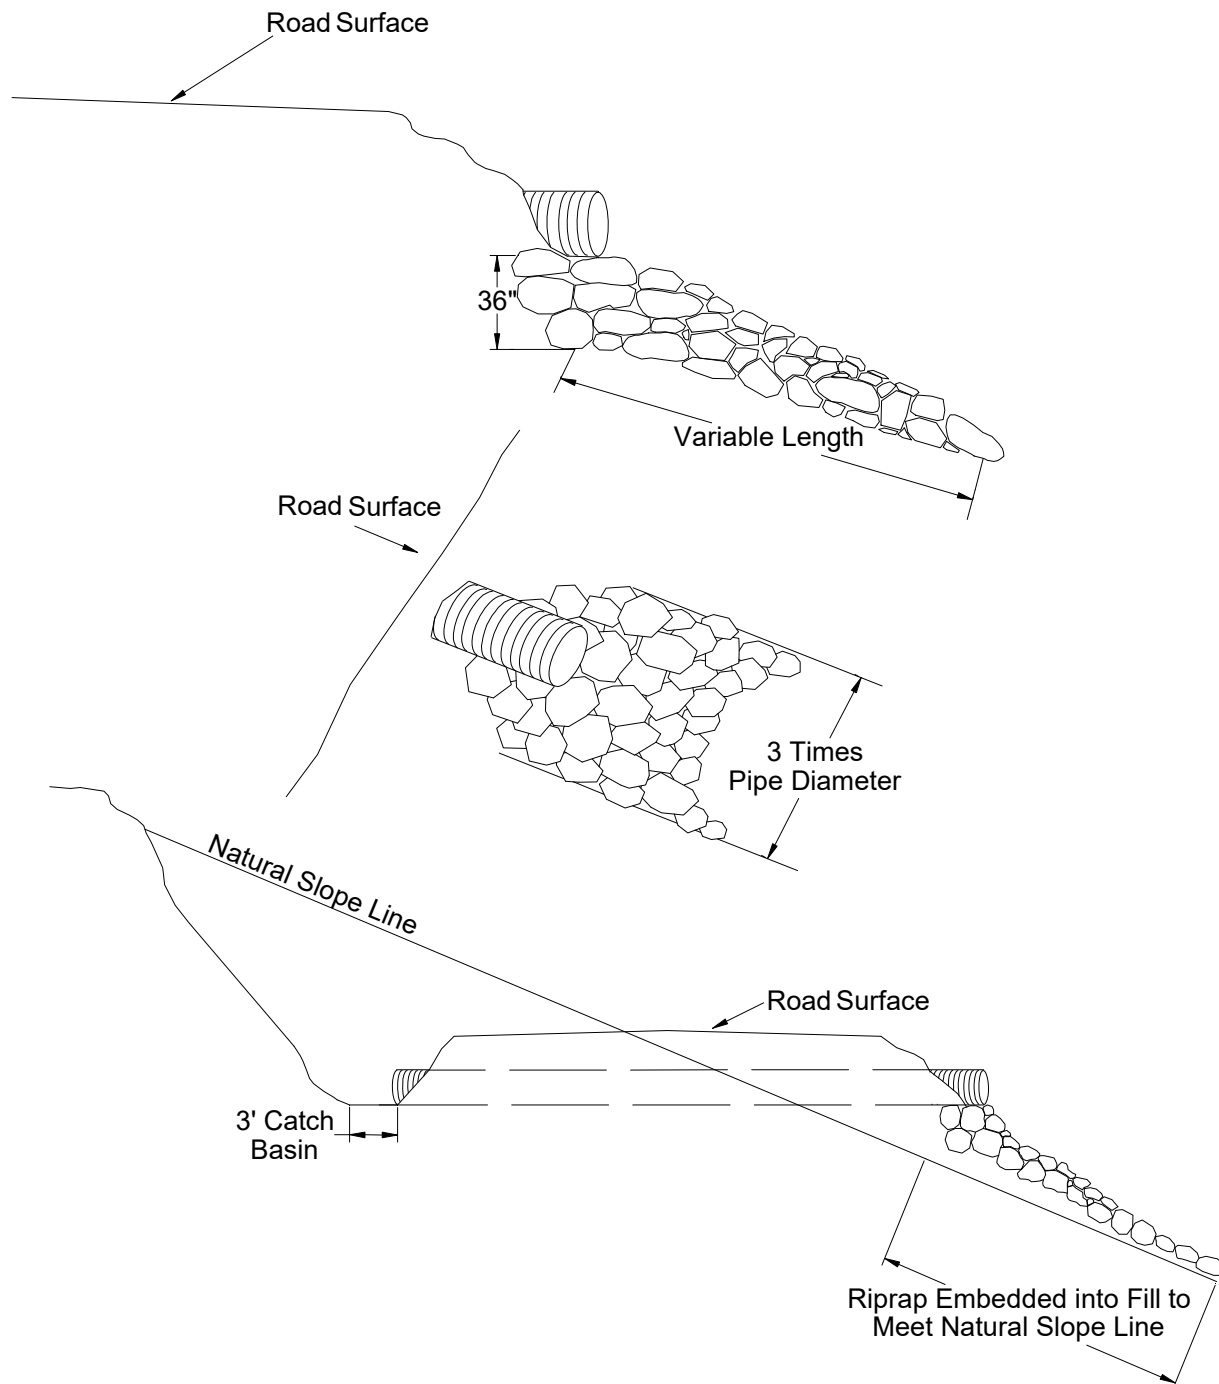 Road Surface
36"
Variable Length
Road Surface
3 Times
Pipe Diameter
Natural Slope Line
Road Surface
3' Catch
Basin
Riprap Embedded into Fill to
Meet Natural Slope Line